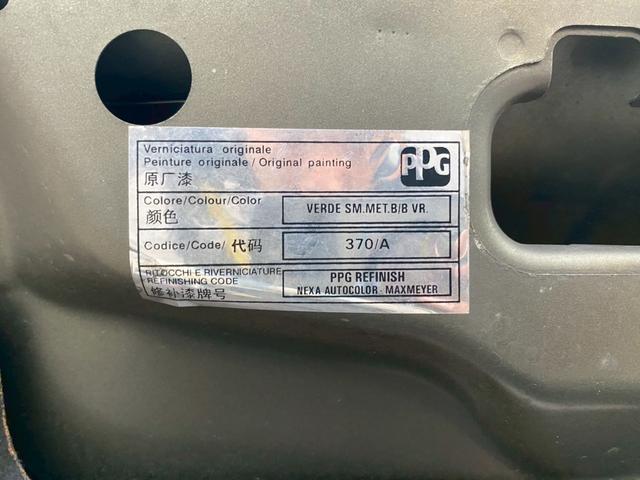 Verniciatura originale
Peinture originale / Original painting
原厂漆
PPG
Colore/Colour/Color
颜色
VERDE SM.MET.B/B VR.
Codice/Code/代码
370/A
RITOCCHI E RIVERNICIATURE
REFINISHING CODE
修补漆牌号
PPG REFINISH
NEXA AUTOCOLOR - MAXMEYER